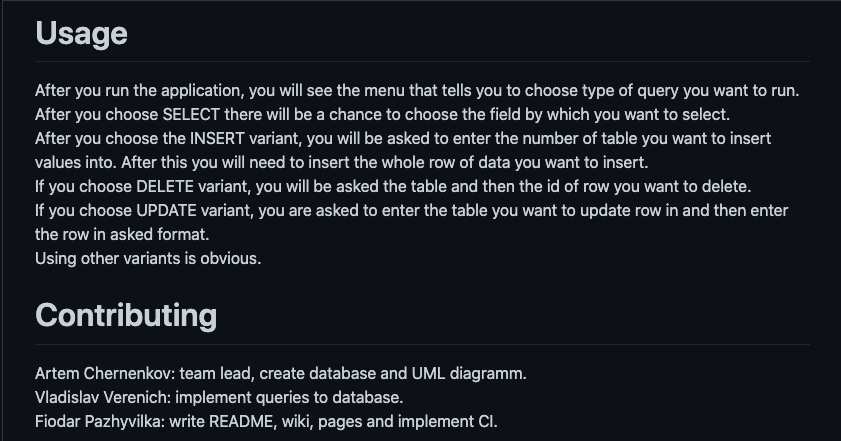 Usage
After you run the application, you will see the menu that tells you to choose type of query you want to run.
After you choose SELECT there will be a chance to choose the field by which you want to select.
After you choose the INSERT variant, you will be asked to enter the number of table you want to insert
values into. After this you will need to insert the whole row of data you want to insert.
If you choose DELETE variant, you will be asked the table and then the id of row you want to delete.
If you choose UPDATE variant, you are asked to enter the table you want to update row in and then enter
the row in asked format.
Using other variants is obvious.
Contributing
Artem Chernenkov: team lead, create database and UML diagramm.
Vladislav Verenich: implement queries to database.
Fiodar Pazhyvilka: write README, wiki, pages and implement CI.